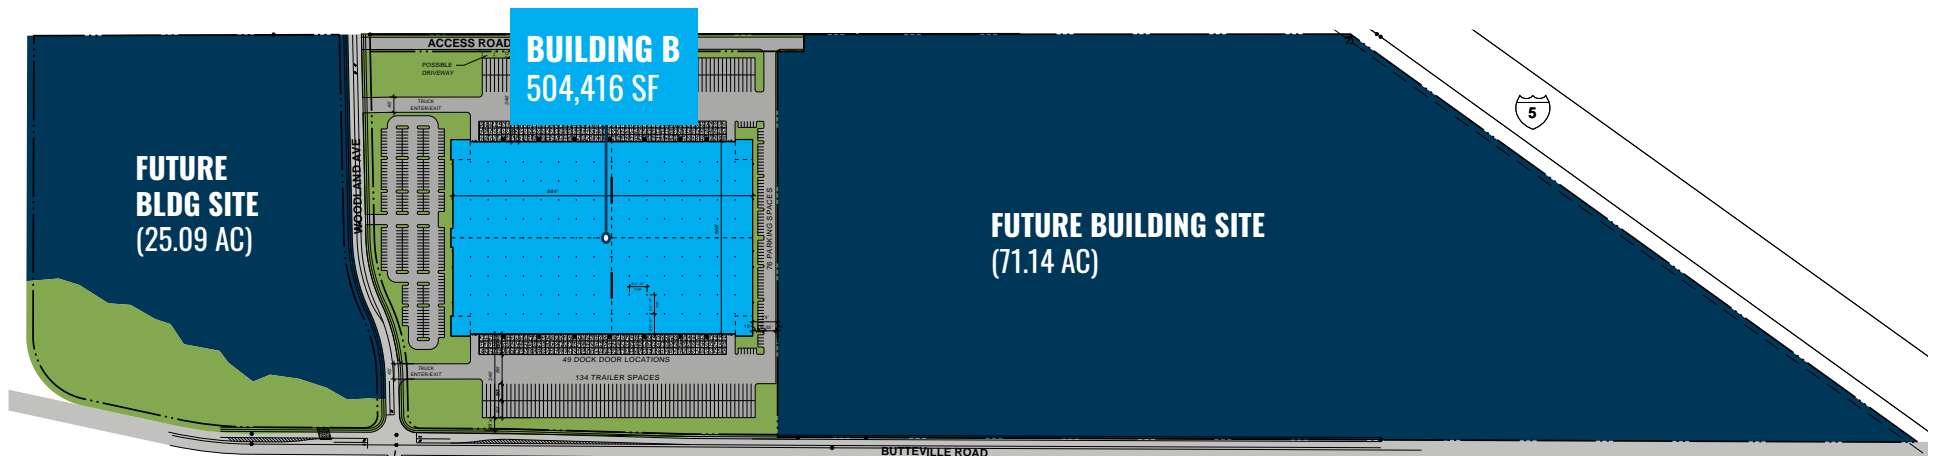 ACCESS ROAD
BUILDING B
504,416 SF
POSSIBLE
DRIVEWAY
TRUCK
ENTER/EXIT
5
WOODLAND AVE
FUTURE
BLDG SITE
(25.09 AC)
76 PARKING SPACES
FUTURE BUILDING SITE
(71.14 AC)
49 DOCK DOOR LOCATIONS
TRUCK
ENTER/EXIT
134 TRAILER SPACES
BUTTEVILLE ROAD